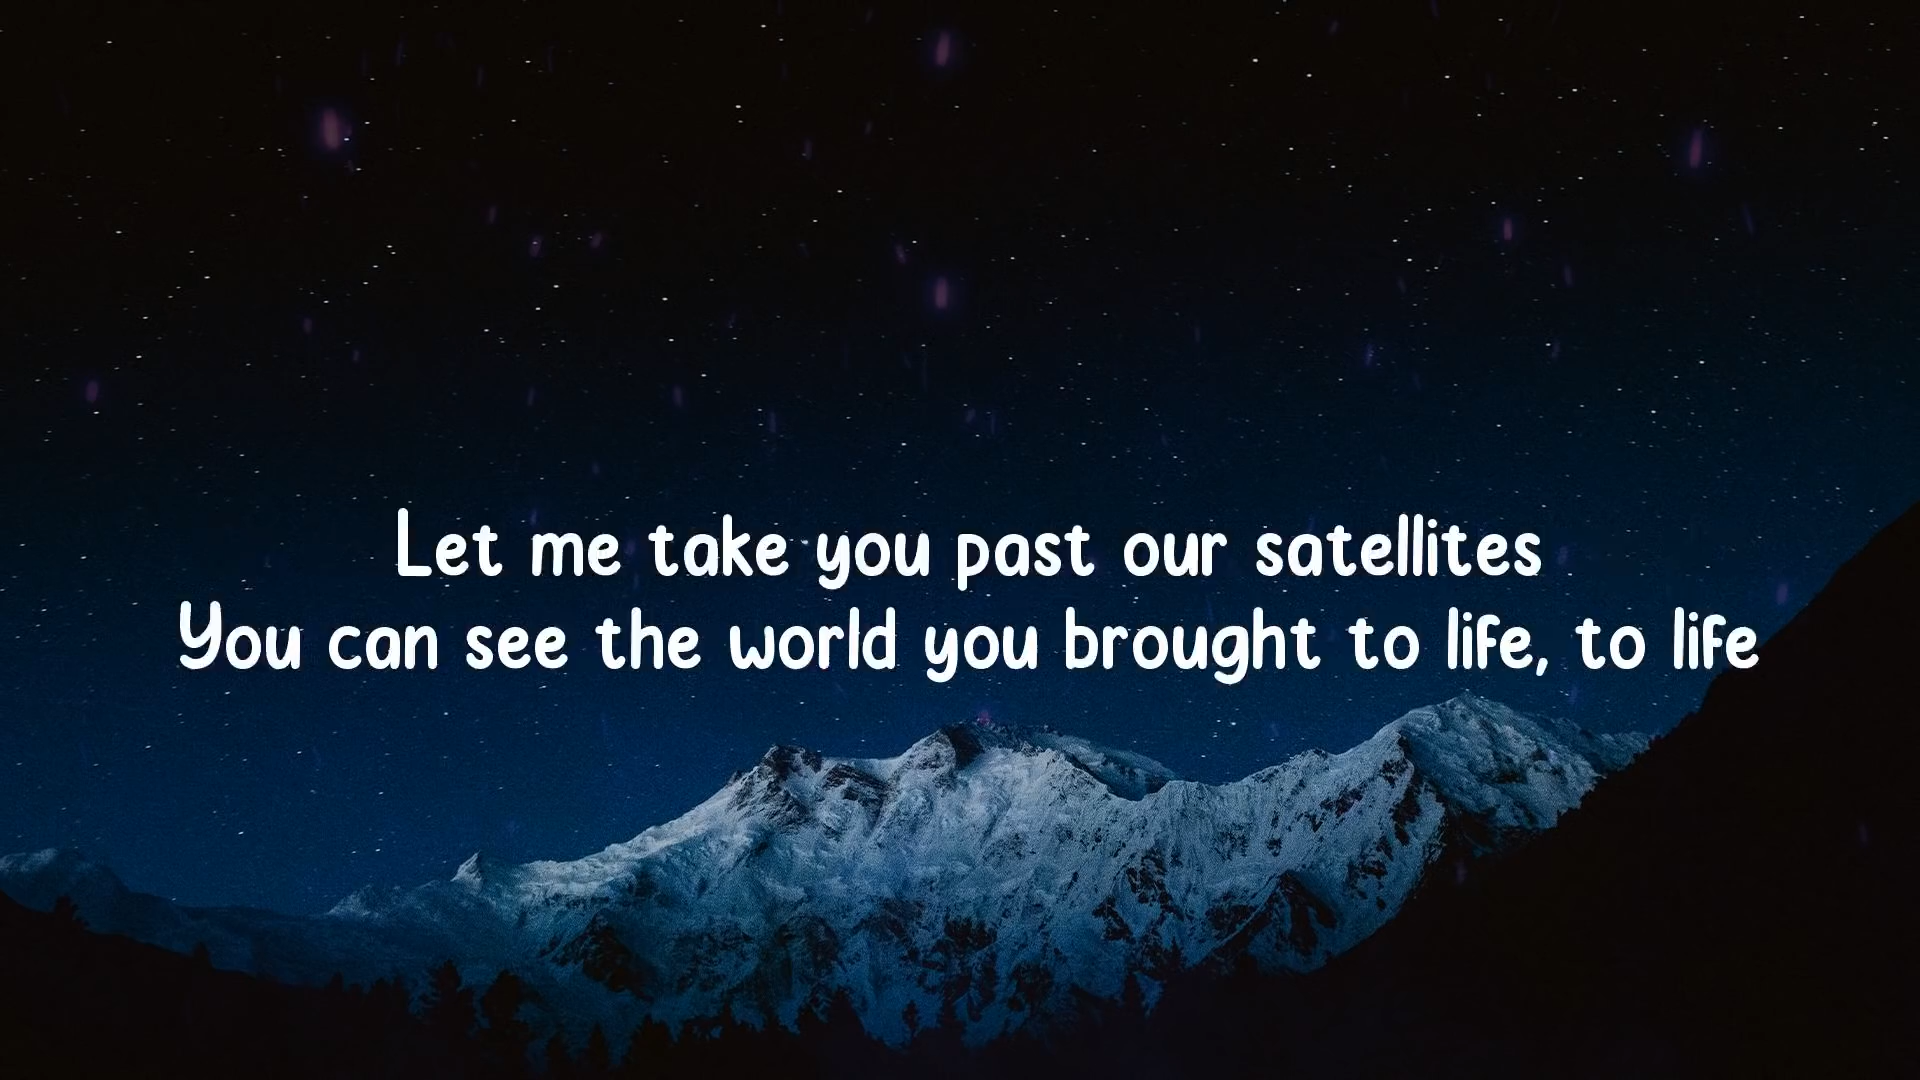 Let me take you past our satellites
You can see the world you brought to life, to life